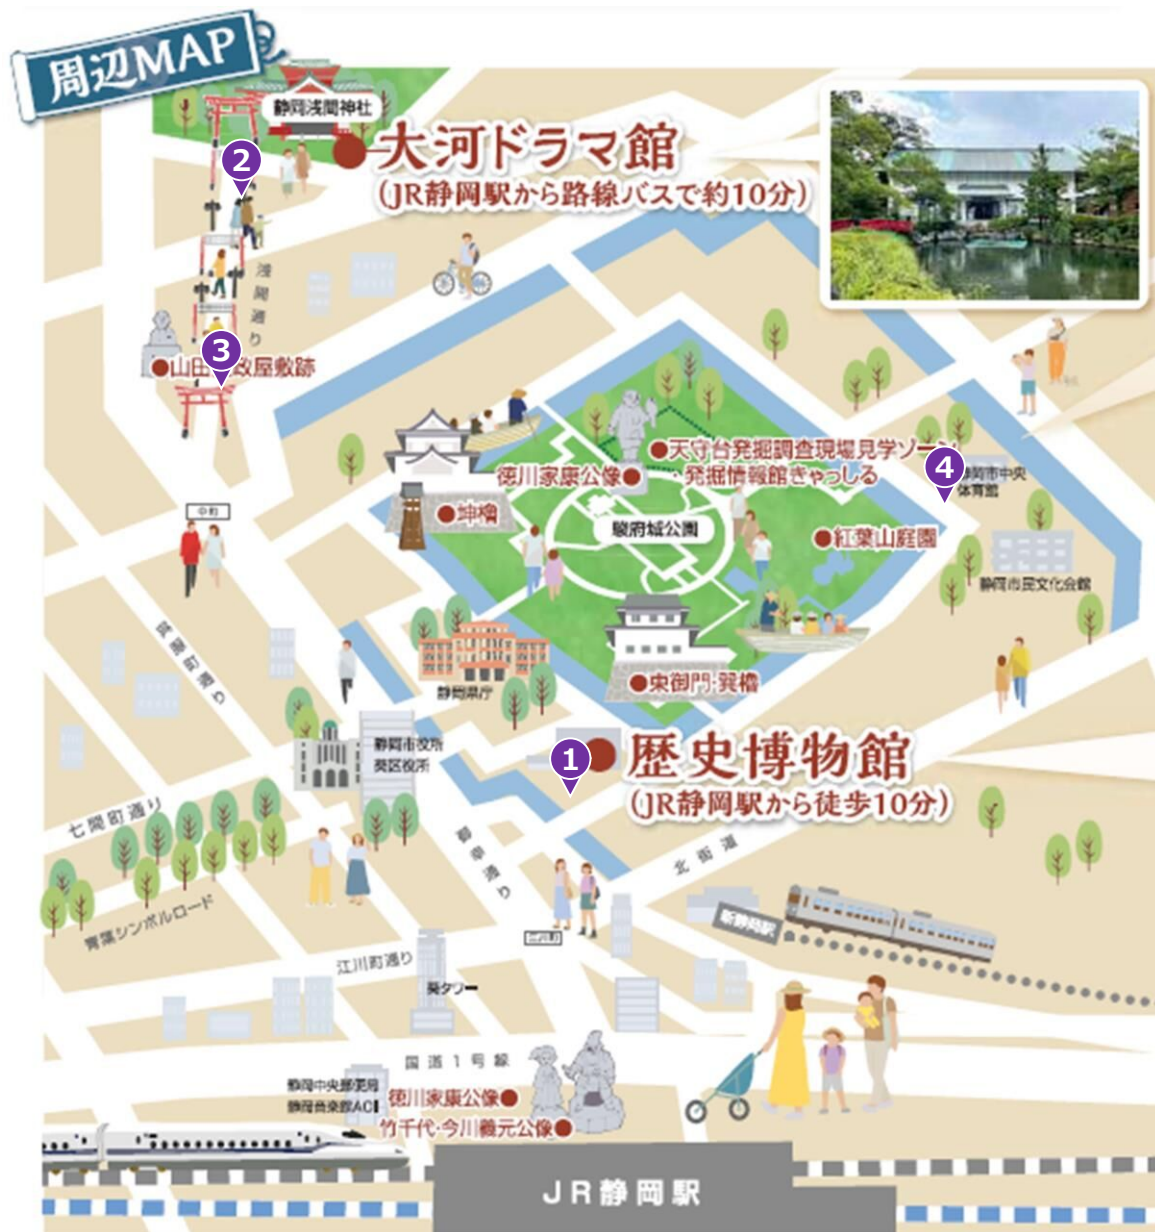 周辺MAP
静岡浅間神社
大河ドラマ館
(JR静岡駅から路線バスで約10分)
2
浅間通り
3
●山田
政屋敷跡
●天守台発掘調査現場見学ゾーン
・発掘情報館きゃっしる
徳川家康公像●
4
静岡市中央
体育館
●坤櫓
駿府城公園
●紅葉山庭園
中町
静岡市民文化会館
呉服町通り
静岡県庁
●東御門・巽櫓
静岡市役所
葵区役所
1
歴史博物館
(JR静岡駅から徒歩10分)
七間町通り
御幸通り
北街道
青葉シンボルロード
新静岡駅
江川町
江川町通り
葵タワー
国道1号線
静岡中央郵便局
静岡音楽館AOI
徳川家康公像●
竹千代・今川義元公像●
JR静岡駅